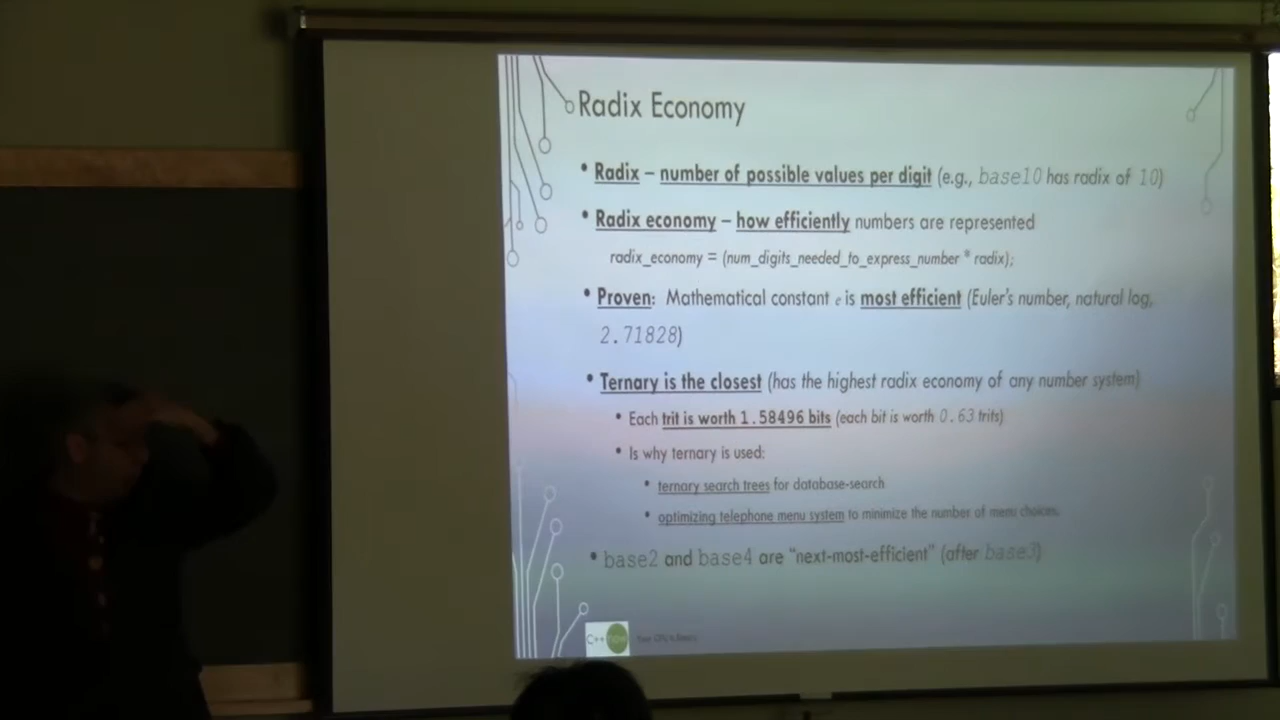 Radix Economy
• Radix – number of possible values per digit (e.g., base10 has radix of 10)
• Radix economy – how efficiently numbers are represented
radix_economy = (num_digits_needed_to_express_number * radix);
• Proven: Mathematical constant e is most efficient (Euler's number, natural log,
2.71828)
• Ternary is the closest (has the highest radix economy of any number system)
• Each trit is worth 1.58496 bits (each bit is worth 0.63 trits)
• Is why ternary is used:
• ternary search trees for database-search
• optimizing telephone menu system to minimize the number of menu choices.
• base2 and base4 are "next-most-efficient" (after base3)
C++